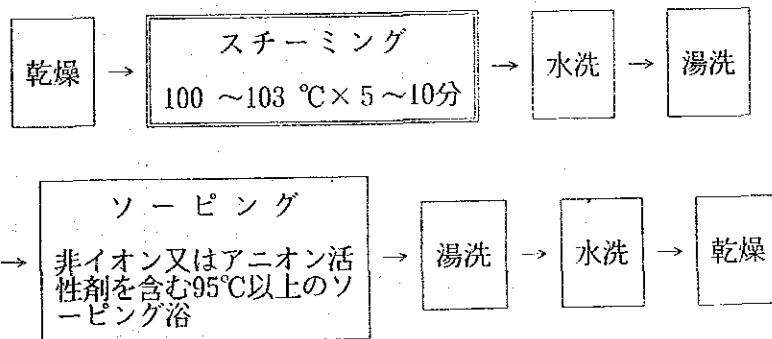 乾燥 → スチーミング → 水洗 → 湯洗
100 ～103 ℃× 5 ～10分
→ ソーピング → 湯洗 → 水洗 → 乾燥
非イオン又はアニオン活
性剤を含む95℃以上のソ
ーピング浴